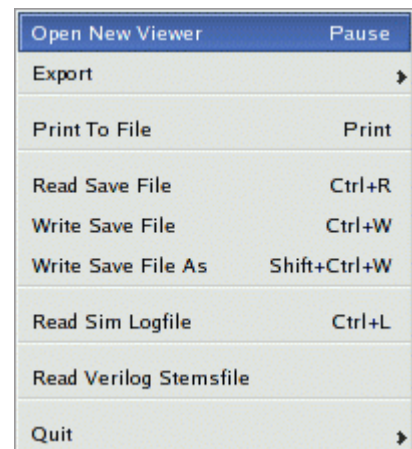 Open New Viewer Pause
Export
Print To File Print
Read Save File Ctrl+R
Write Save File Ctrl+W
Write Save File As Shift+Ctrl+W
Read Sim Logfile Ctrl+L
Read Verilog Stemsfile
Quit